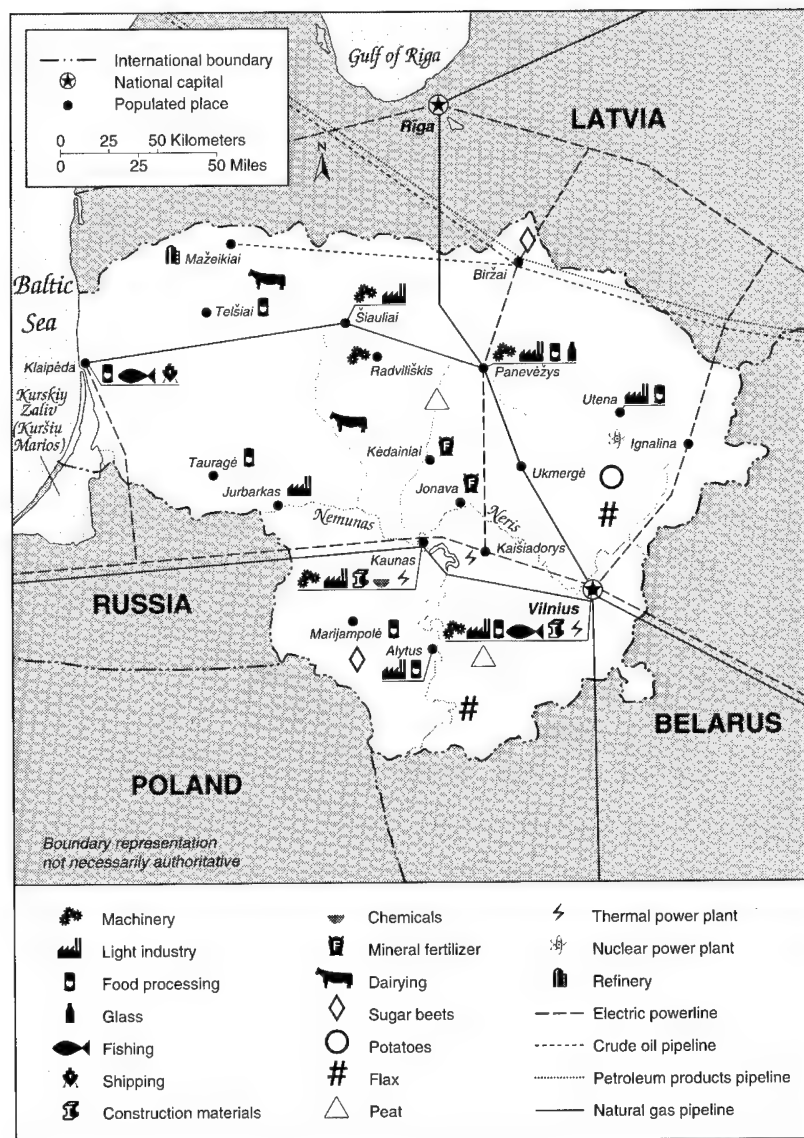 International boundary
National capital
Populated place
0 25 50 Kilometers
0 25 50 Miles
N
Gulf of Riga
Rīga
LATVIA
Baltic
Sea
Mažeikiai
Biržai
Telšiai
Šiauliai
Klaipėda
Radviliškis
Panevėžys
Kurskiy
Žaliv
(Kuršiu
Marios)
Utena
Ignalina
Kėdainiai
F
Ukmergė
Tauragė
Jurbarkas
Jonava
F
Nemunas
Neris
Kaunas
Kaisiadorys
RUSSIA
Vilnius
Marijampolė
Alytus
BELARUS
POLAND
Boundary representation
not necessarily authoritative
Machinery
Light industry
Food processing
Glass
Fishing
Shipping
Construction materials
Chemicals
F Mineral fertilizer
Dairying
Sugar beets
Potatoes
# Flax
Peat
Thermal power plant
Nuclear power plant
Refinery
Electric powerline
Crude oil pipeline
Petroleum products pipeline
Natural gas pipeline